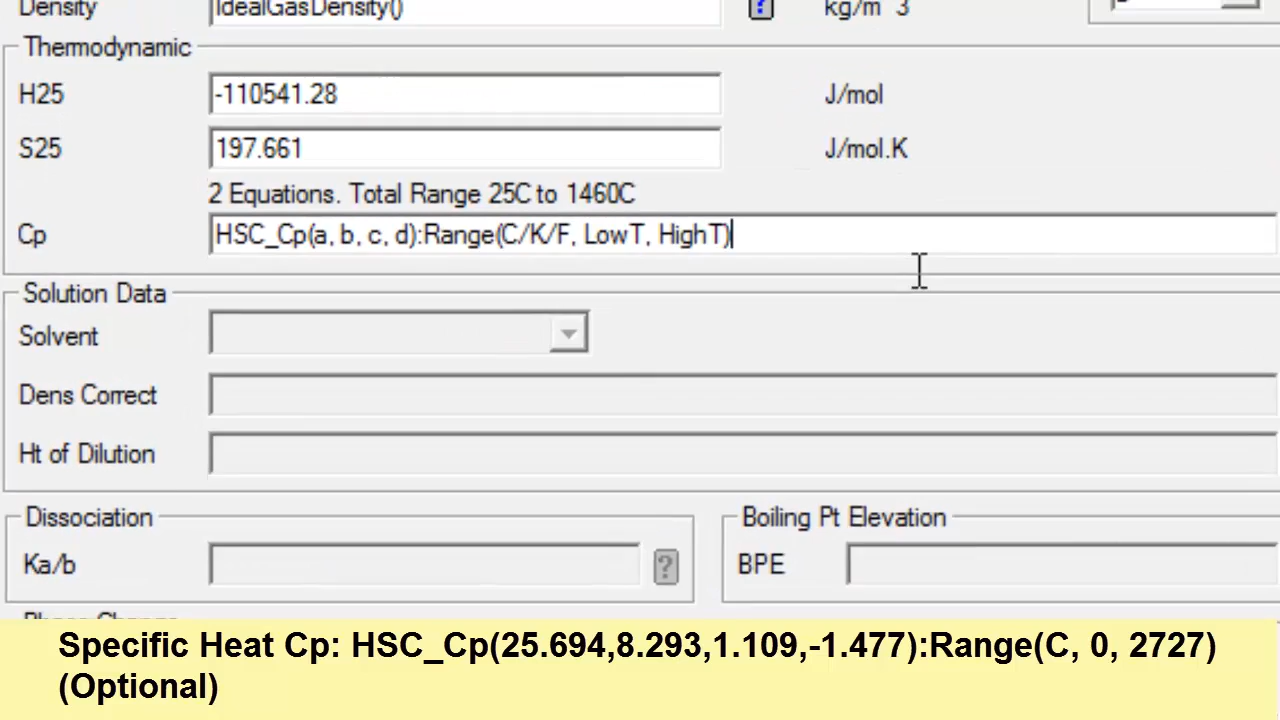 Density IdealGasDensity() ? kg/m^3
Thermodynamic
H25 -110541.28 J/mol
S25 197.661 J/mol.K
2 Equations. Total Range 25C to 1460C
Cp HSC_Cp(a, b, c, d):Range(C/K/F, LowT, HighT)
Solution Data
Solvent
Dens Correct
Ht of Dilution
Dissociation Boiling Pt Elevation
Ka/b ? BPE
Phase Change
Specific Heat Cp: HSC_Cp(25.694,8.293,1.109,-1.477):Range(C, 0, 2727)
(Optional)